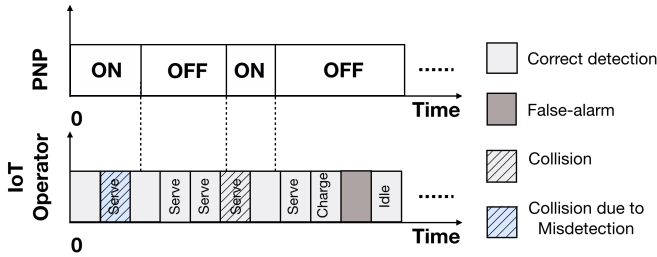 PNP
ON
OFF
ON
OFF
......
0
Time
IoT
Operator
Serve
Serve
Serve
Serve
Serve
Charge
Idle
......
0
Time
Correct detection
False-alarm
Collision
Collision due to
Misdetection